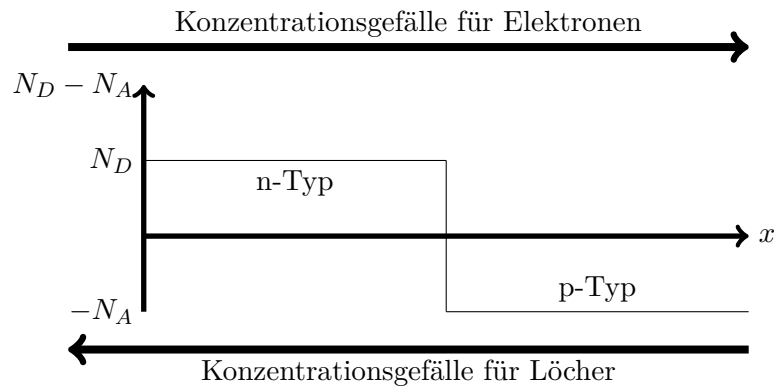 Konzentrationsgefälle für Elektronen
N_D − N_A
N_D
n-Typ
x
p-Typ
−N_A
Konzentrationsgefälle für Löcher